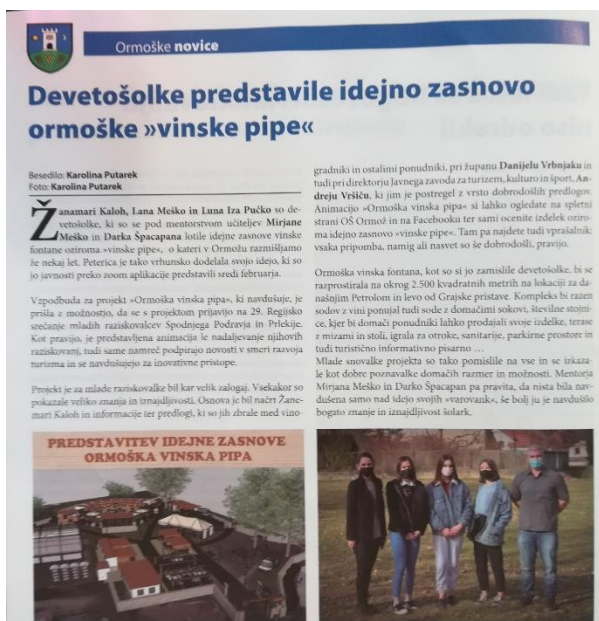 Ormoške novice
Devetošolke predstavile idejno zasnovo
ormoške »vinske pipe«
Besedilo: Karolina Putarek
Foto: Karolina Putarek
Žanamari Kaloh, Lana Meško in Luna Iza Pučko so de-
vetošolke, ki so se pod mentorstvom učiteljev Mirjane
Meško in Darka Špacapana lotile idejne zasnove vinske
fontane oziroma »vinske pipe«, o kateri v Ormožu razmišljamo
že nekaj let. Peterica je tako vrhunsko dodelala svojo idejo, ki so
jo javnosti preko zoom aplikacije predstavili sredi februarja.
Vzpodbuda za projekt »Ormoška vinska pipa«, ki navdušuje, je
prišla z možnostjo, da se s projektom prijavijo na 29. Regijsko
srečanje mladih raziskovalcev Spodnjega Podravja in Prlekije.
Kot pravijo, je predstavljena animacija le nadaljevanje njihovih
raziskovanj, tudi same namreč podpirajo novosti v smeri razvoja
turizma in se navdušujejo za inovativne pristope.
Projekt je za mlade raziskovalke bil kar velik zalogaj. Vsekakor so
pokazale veliko znanja in iznajdljivosti. Osnova je bil načrt Žane-
mari Kaloh in informacije ter predlogi, ki so jih zbrale med vino-
gradniki in ostalimi ponudniki, pri županu Danijelu Vrbnjaku in
tudi pri direktorju Javnega zavoda za turizem, kulturo in šport, An-
dreju Vršiču, ki jim je postregel z vrsto dobrodošlih predlogov.
Animacijo »Ormoška vinska pipa« si lahko ogledate na spletni
strani OŠ Ormož in na Facebooku ter sami ocenite izdelek oziro-
ma idejno zasnovo »vinske pipe«. Tam pa najdete tudi vprašalnik;
vsaka pripomba, namig ali nasvet so še dobrodošli, pravijo.
Ormoška vinska fontana, kot so si jo zamislile devetošolke, bi se
razprostirala na okrog 2.500 kvadratnih metrih na lokaciji za da-
našnjim Petrolom in levo od Grajske pristave. Kompleks bi razen
sodov z vini ponujal tudi sode z domačimi sokovi, številne stojni-
ce, kjer bi domači ponudniki lahko prodajali svoje izdelke, terase
z mizami in stoli, igrala za otroke, sanitarije, parkirne prostore in
tudi turistično informativno pisarno ...
Mlade snovalke projekta so tako pomislile na vse in se izkaza-
le kot dobre poznavalke domačih razmer in možnosti. Mentorja
Mirjana Meško in Darko Špacapan pa pravita, da nista bila nav-
dušena samo nad idejo svojih »varovank«, še bolj ju je navdušilo
bogato znanje in iznajdljivost šolark.
PREDSTAVITEV IDEJNE ZASNOVE
ORMOŠKA VINSKA PIPA